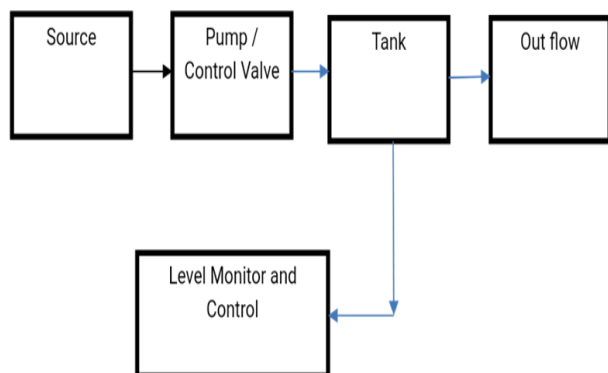 Source
Pump /
Control Valve
Tank
Out flow
Level Monitor and
Control